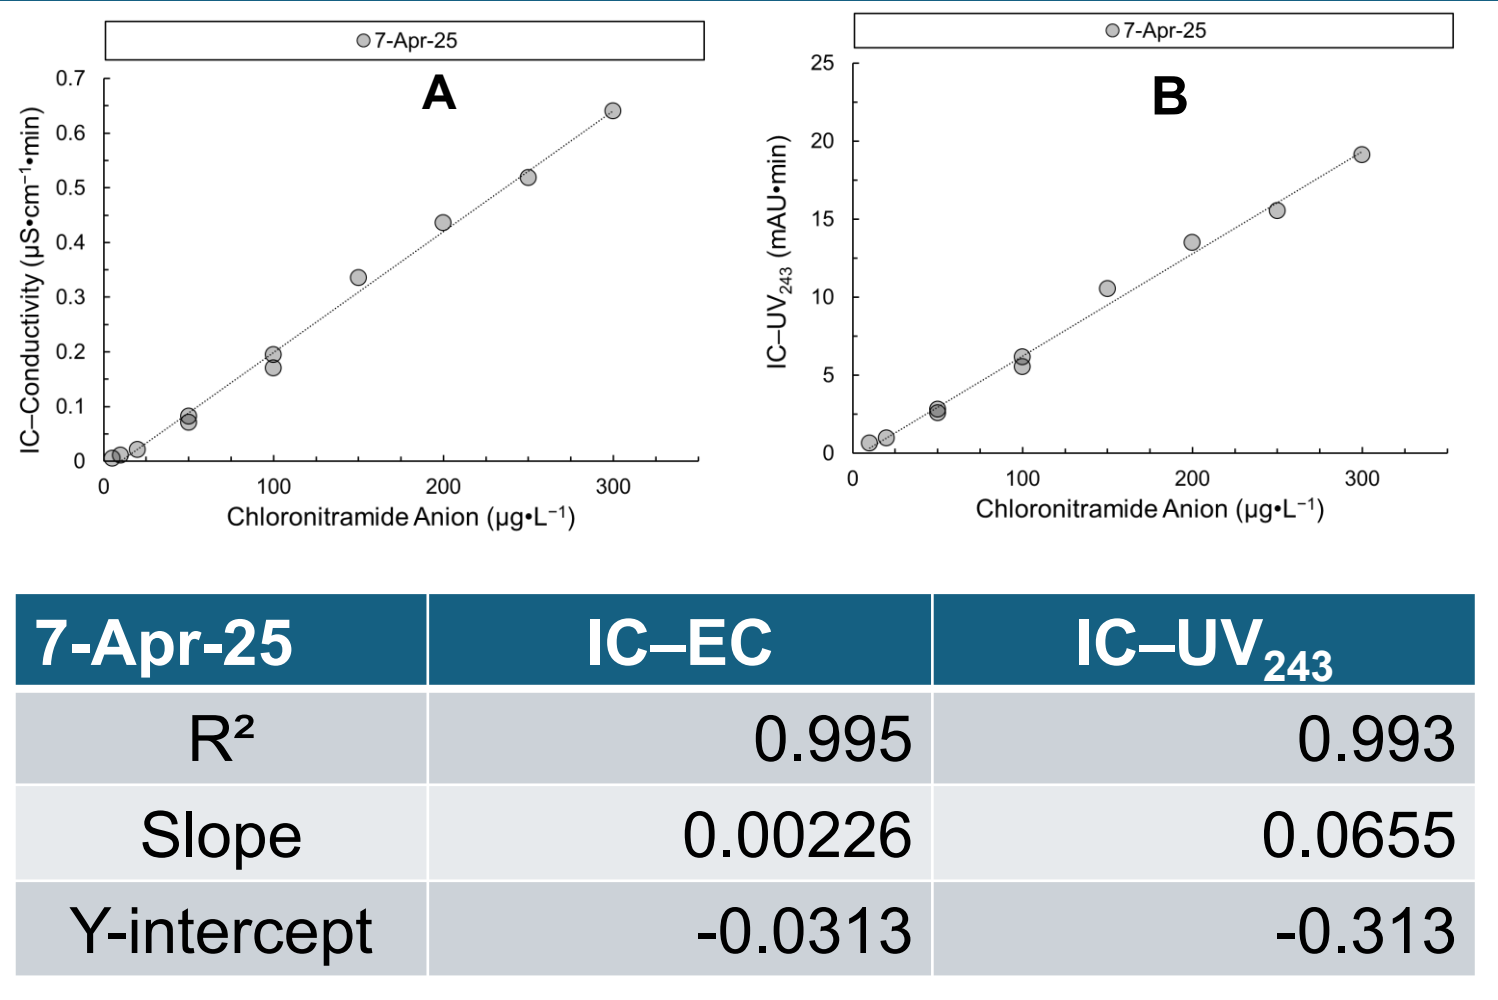 7-Apr-25
A
IC–Conductivity (µS•cm⁻¹•min)
0.7
0.6
0.5
0.4
0.3
0.2
0.1
0
0 100 200 300
Chloronitramide Anion (µg•L⁻¹)
7-Apr-25
B
IC–UV₂₄₃ (mAU•min)
25
20
15
10
5
0
0 100 200 300
Chloronitramide Anion (µg•L⁻¹)
7-Apr-25 IC–EC IC–UV₂₄₃
R² 0.995 0.993
Slope 0.00226 0.0655
Y-intercept -0.0313 -0.313